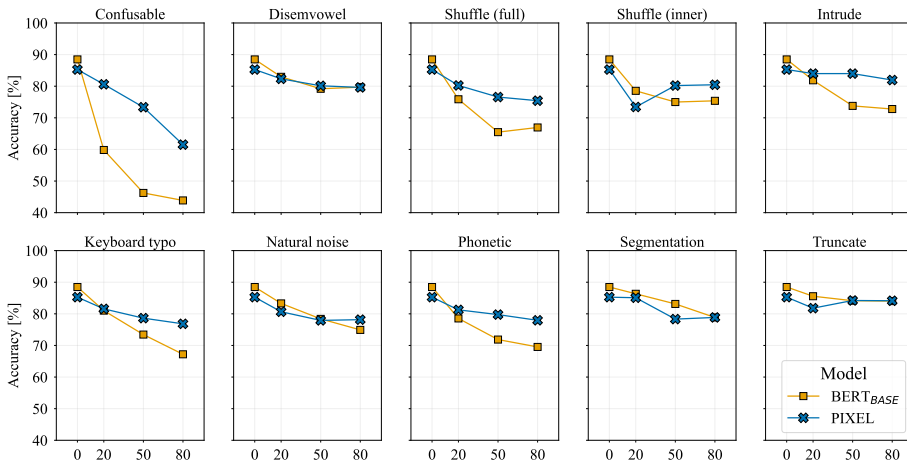 Confusable Disemvowel Shuffle (full) Shuffle (inner) Intrude
100
90
80
70
60
50
40
Accuracy [%]
Keyboard typo Natural noise Phonetic Segmentation Truncate
100
90
80
70
60
50
40
Accuracy [%]
0 20 50 80 0 20 50 80 0 20 50 80 0 20 50 80 0 20 50 80
Model
BERT_BASE
PIXEL